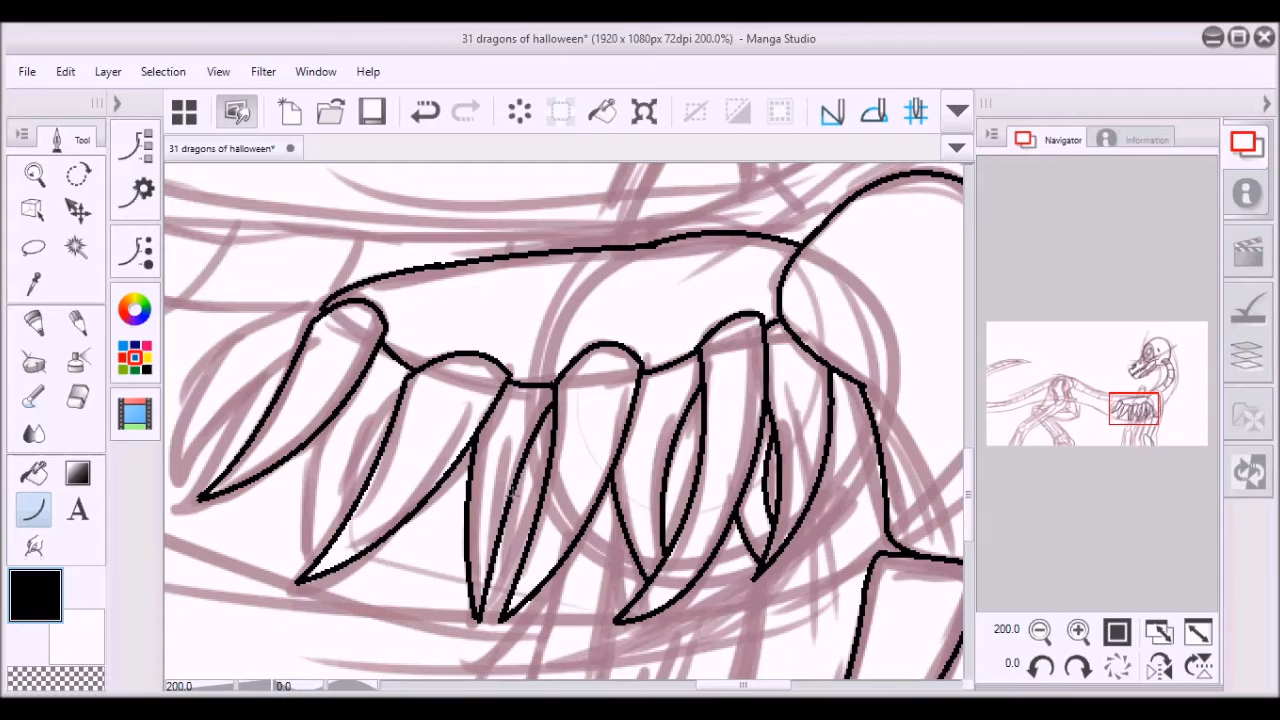 31 dragons of halloween* (1920 x 1080px 72dpi 200.0%) - Manga Studio
File Edit Layer Selection View Filter Window Help
Tool
31 dragons of halloween*
Navigator Information
A
200.0
0.0
200.0 0.0